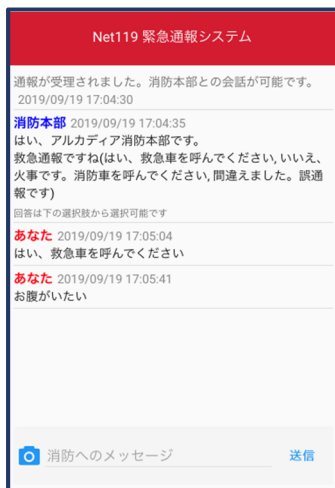 Net119 緊急通報システム
通報が受理されました。消防本部との会話が可能です。
2019/09/19 17:04:30
消防本部 2019/09/19 17:04:35
はい、アルカディア消防本部です。
救急通報ですね(はい、救急車を呼んでください, いいえ、
火事です。消防車を呼んでください, 間違えました。誤通
報です)
回答は下の選択肢から選択可能です
あなた 2019/09/19 17:05:04
はい、救急車を呼んでください
あなた 2019/09/19 17:05:41
お腹がいたい
消防へのメッセージ 送信